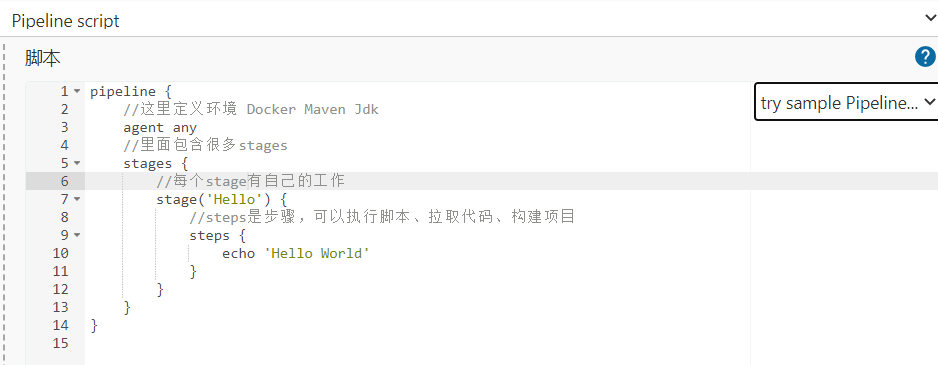 Pipeline script
脚本
?
try sample Pipeline...
1 pipeline {
2 //这里定义环境 Docker Maven Jdk
3 agent any
4 //里面包含很多stages
5 stages {
6 //每个stage有自己的工作
7 stage('Hello') {
8 //steps是步骤，可以执行脚本、拉取代码、构建项目
9 steps {
10 echo 'Hello World'
11 }
12 }
13 }
14 }
15